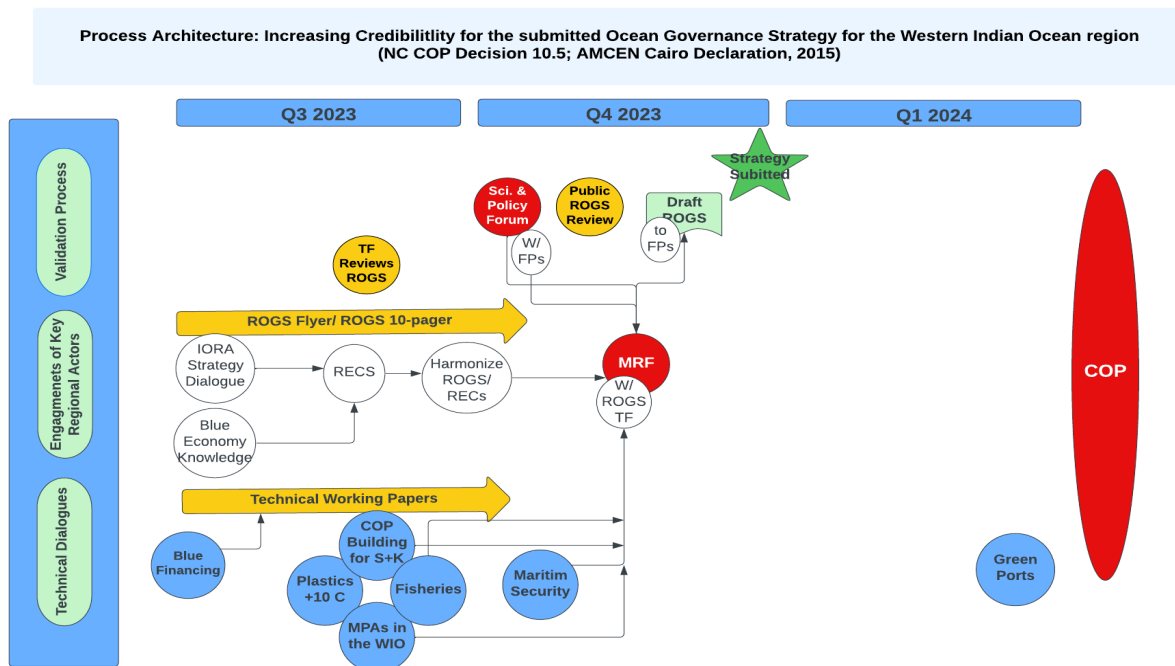 Process Architecture: Increasing Credibilitlity for the submitted Ocean Governance Strategy for the Western Indian Ocean region
(NC COP Decision 10.5; AMCEN Cairo Declaration, 2015)
Q3 2023
Q4 2023
Q1 2024
Validation Process
Strategy
Subitted
Sci. &
Policy
Forum
W/
FPs
Public
ROGS
Review
Draft
ROGS
to
FPs
TF
Reviews
ROGS
Engagmenets of Key
Regional Actors
ROGS Flyer/ ROGS 10-pager
IORA
Strategy
Dialogue
RECS
Harmonize
ROGS/
RECs
MRF
W/
ROGS
TF
COP
Blue
Economy
Knowledge
Technical Dialogues
Technical Working Papers
Blue
Financing
COP
Building
for S+K
Plastics
+10 C
Fisheries
MPAs in
the WIO
Maritim
Security
Green
Ports